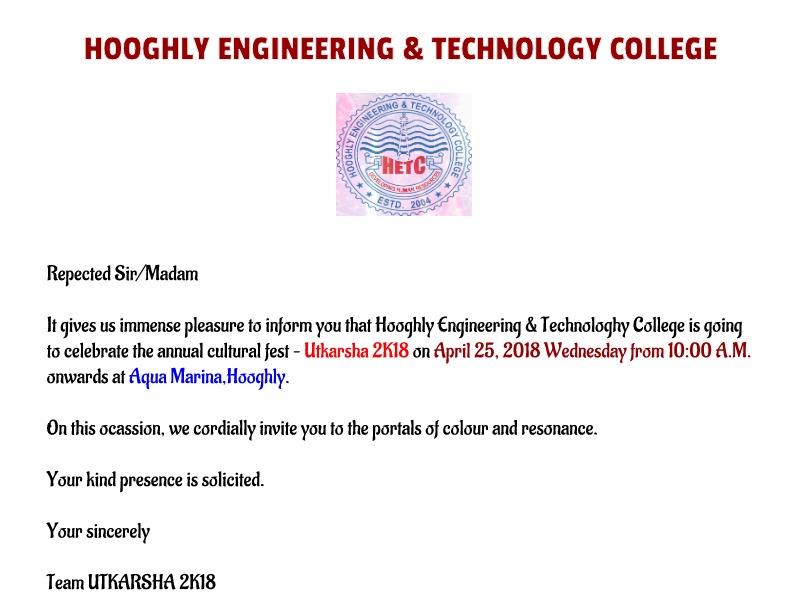 HOOGHLY ENGINEERING & TECHNOLOGY COLLEGE
HOOGHLY ENGINEERING & TECHNOLOGY COLLEGE
HETC
DEVELOPING HUMAN RESOURCES
ESTD. 2004
Repected Sir/Madam
It gives us immense pleasure to inform you that Hooghly Engineering & Technologhy College is going
to celebrate the annual cultural fest - Utkarsha 2K18 on April 25, 2018 Wednesday from 10:00 A.M.
onwards at Aqua Marina,Hooghly.
On this ocassion, we cordially invite you to the portals of colour and resonance.
Your kind presence is solicited.
Your sincerely
Team UTKARSHA 2K18